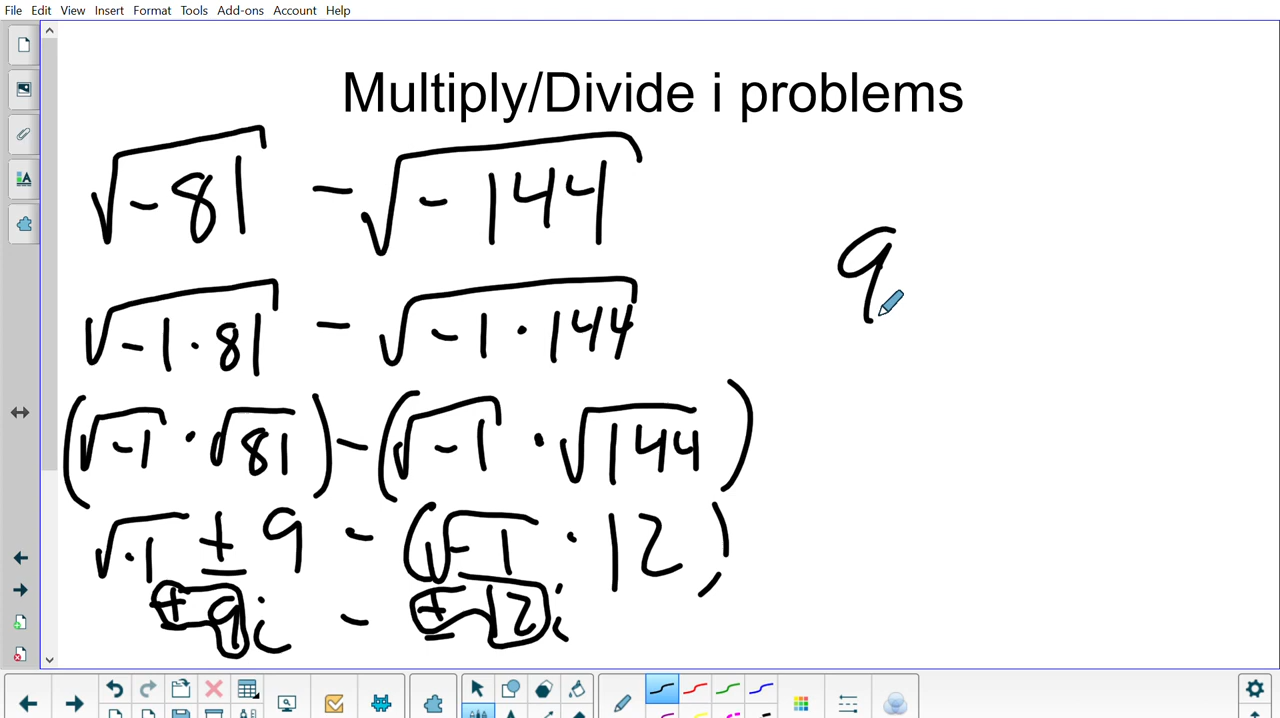 File Edit View Insert Format Tools Add-ons Account Help
Multiply/Divide i problems
√-81 - √-144
√-1·81 - √-1·144
(√-1·√81) - (√-1·√144)
√-1 ± 9 - (√-1·12)
±9i - ±12i
9